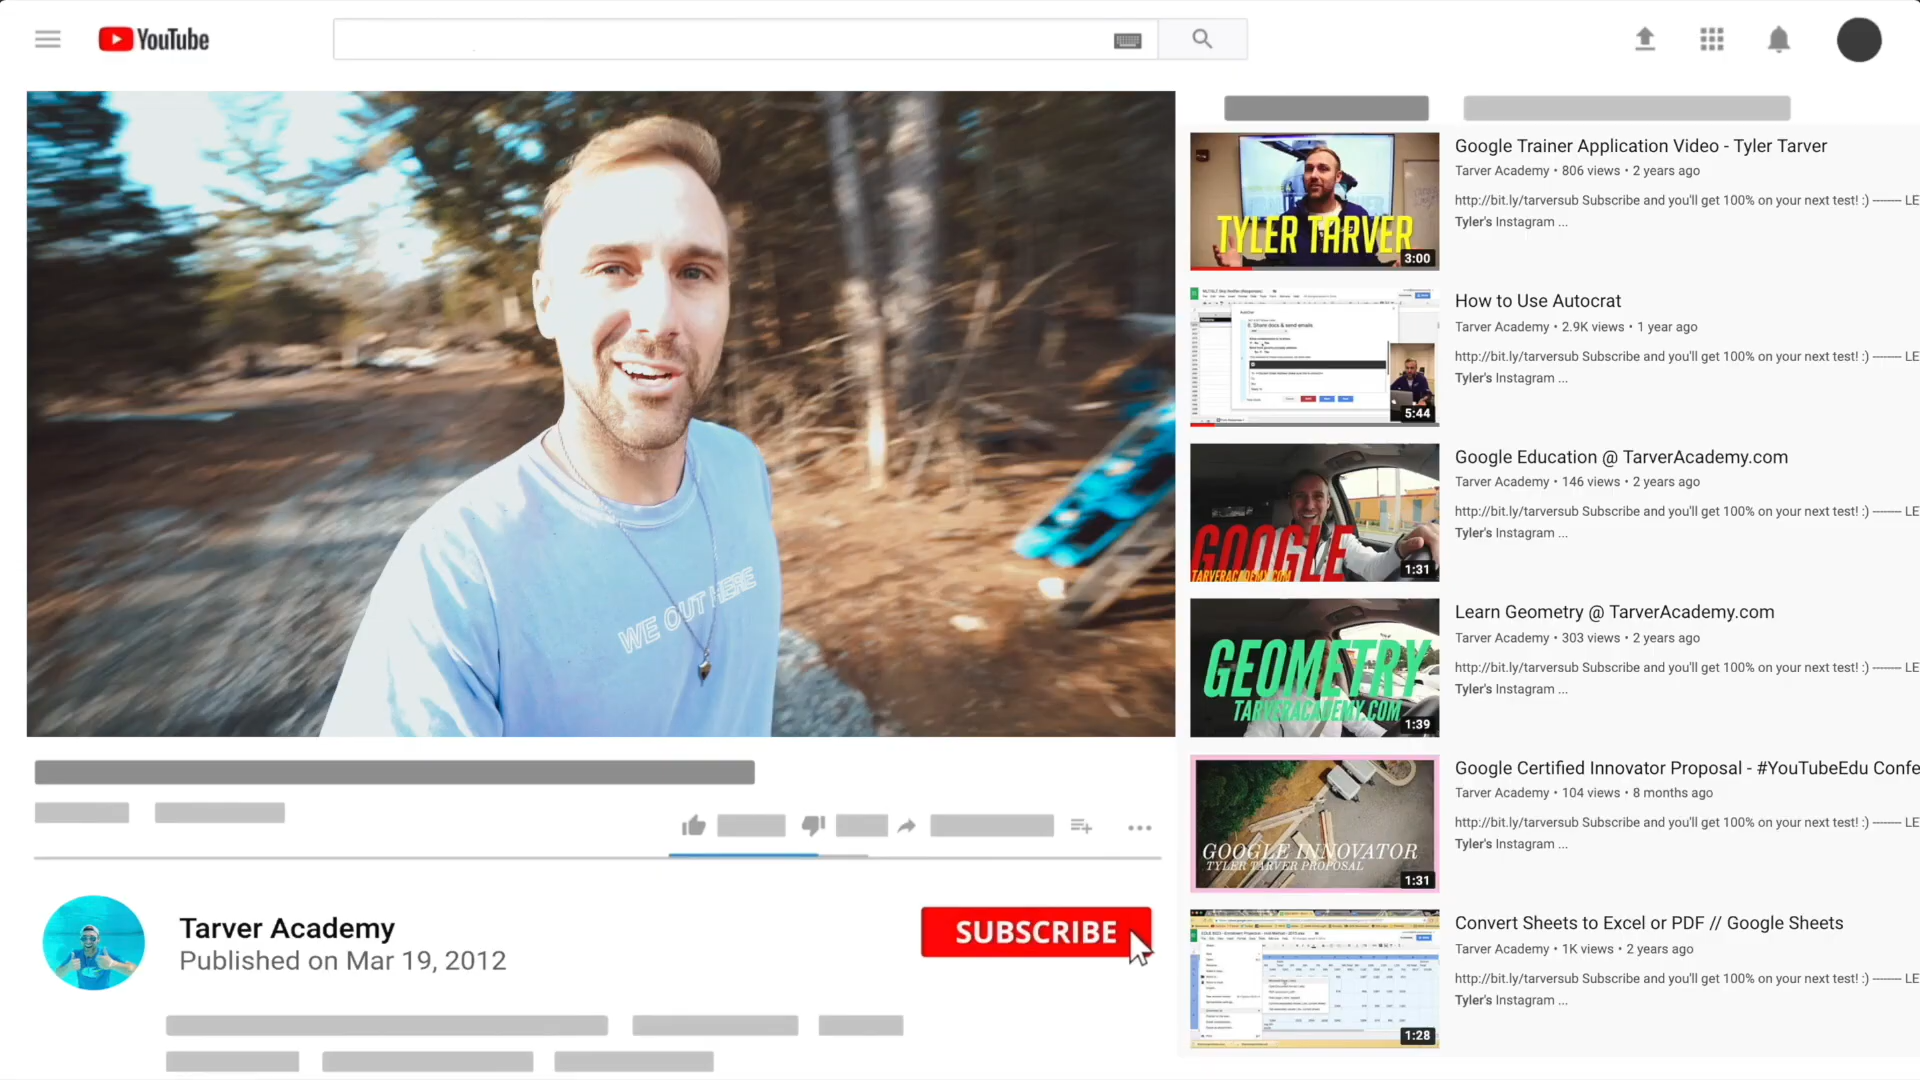 YouTube
WE OUT HERE
Tarver Academy
Published on Mar 19, 2012
SUBSCRIBE
TYLER TARVER
3:00
Google Trainer Application Video - Tyler Tarver
Tarver Academy • 806 views • 2 years ago
http://bit.ly/tarversub Subscribe and you'll get 100% on your next test! :) -------- LE
Tyler's Instagram ...
8. Share docs & send emails
5:44
How to Use Autocrat
Tarver Academy • 2.9K views • 1 year ago
http://bit.ly/tarversub Subscribe and you'll get 100% on your next test! :) -------- LE
Tyler's Instagram ...
GOOGLE
TARVERACADEMY.COM
1:31
Google Education @ TarverAcademy.com
Tarver Academy • 146 views • 2 years ago
http://bit.ly/tarversub Subscribe and you'll get 100% on your next test! :) -------- LE
Tyler's Instagram ...
GEOMETRY
TARVERACADEMY.COM
1:39
Learn Geometry @ TarverAcademy.com
Tarver Academy • 303 views • 2 years ago
http://bit.ly/tarversub Subscribe and you'll get 100% on your next test! :) -------- LE
Tyler's Instagram ...
GOOGLE INNOVATOR
TYLER TARVER PROPOSAL
1:31
Google Certified Innovator Proposal - #YouTubeEdu Confe
Tarver Academy • 104 views • 8 months ago
http://bit.ly/tarversub Subscribe and you'll get 100% on your next test! :) -------- LE
Tyler's Instagram ...
1:28
Convert Sheets to Excel or PDF // Google Sheets
Tarver Academy • 1K views • 2 years ago
http://bit.ly/tarversub Subscribe and you'll get 100% on your next test! :) -------- LE
Tyler's Instagram ...